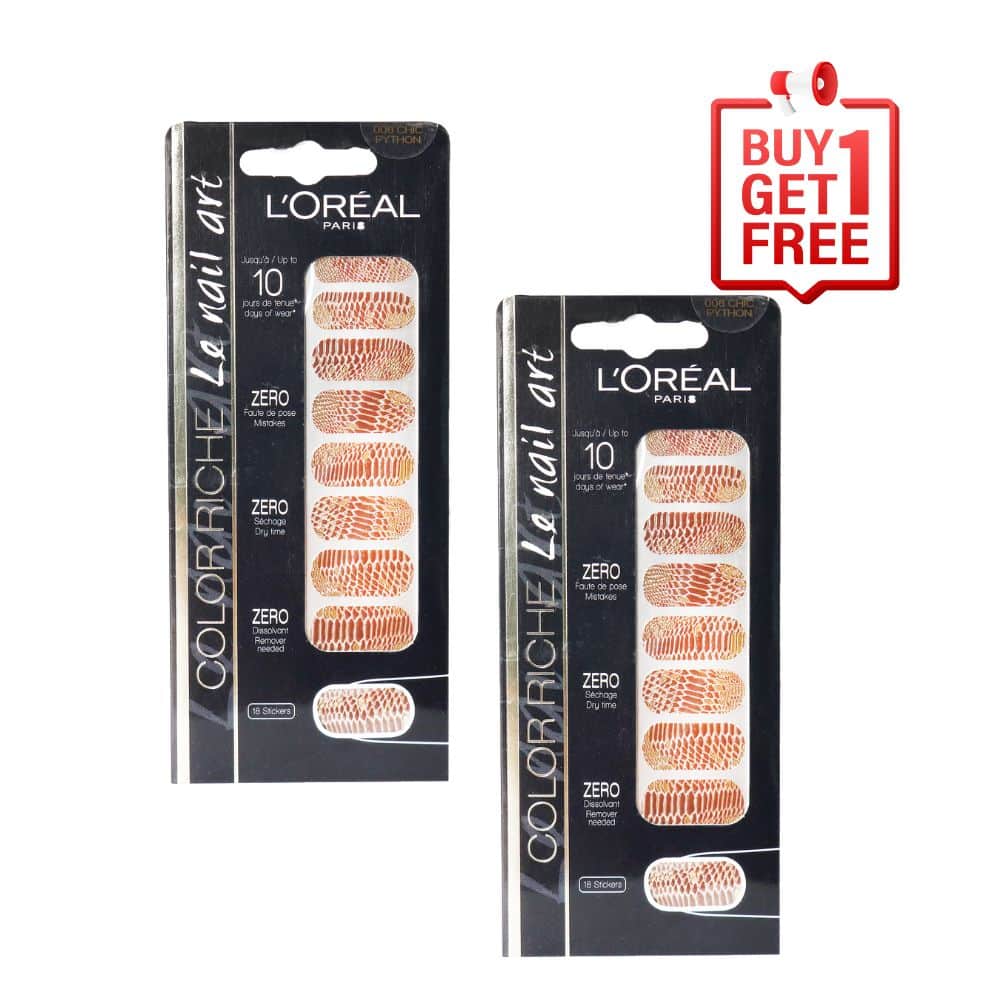 006 CHIC
PYTHON
L'ORÉAL
PARIS
COLOR RICHE Le nail art
Jusqu'à / Up to
10
jours de tenue*
days of wear*
ZERO
Faute de pose
Mistakes
ZERO
Séchage
Dry time
ZERO
Dissolvant
Remover
needed
18 Stickers
BUY 1
GET
FREE
006 CHIC
PYTHON
L'ORÉAL
PARIS
COLOR RICHE Le nail art
Jusqu'à / Up to
10
jours de tenue*
days of wear*
ZERO
Faute de pose
Mistakes
ZERO
Séchage
Dry time
ZERO
Dissolvant
Remover
needed
18 Stickers